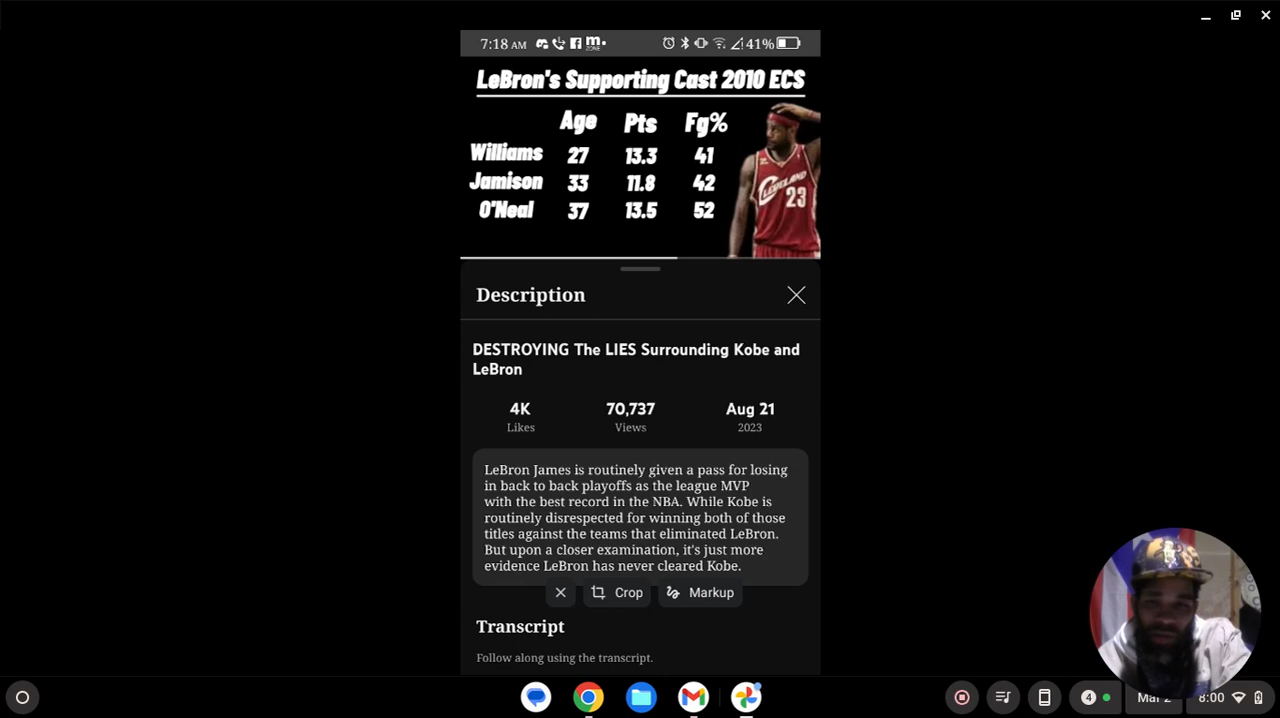 7:18 AM 41%
LeBron's Supporting Cast 2010 ECS
Age Pts Fg%
Williams 27 13.3 41
Jamison 33 11.8 42
O'Neal 37 13.5 52
CLEVELAND
23
Description
DESTROYING The LIES Surrounding Kobe and
LeBron
4K 70,737 Aug 21
Likes Views 2023
LeBron James is routinely given a pass for losing
in back to back playoffs as the league MVP
with the best record in the NBA. While Kobe is
routinely disrespected for winning both of those
titles against the teams that eliminated LeBron.
But upon a closer examination, it's just more
evidence LeBron has never cleared Kobe.
Crop Markup
Transcript
Follow along using the transcript.
4 Mar 2 8:00